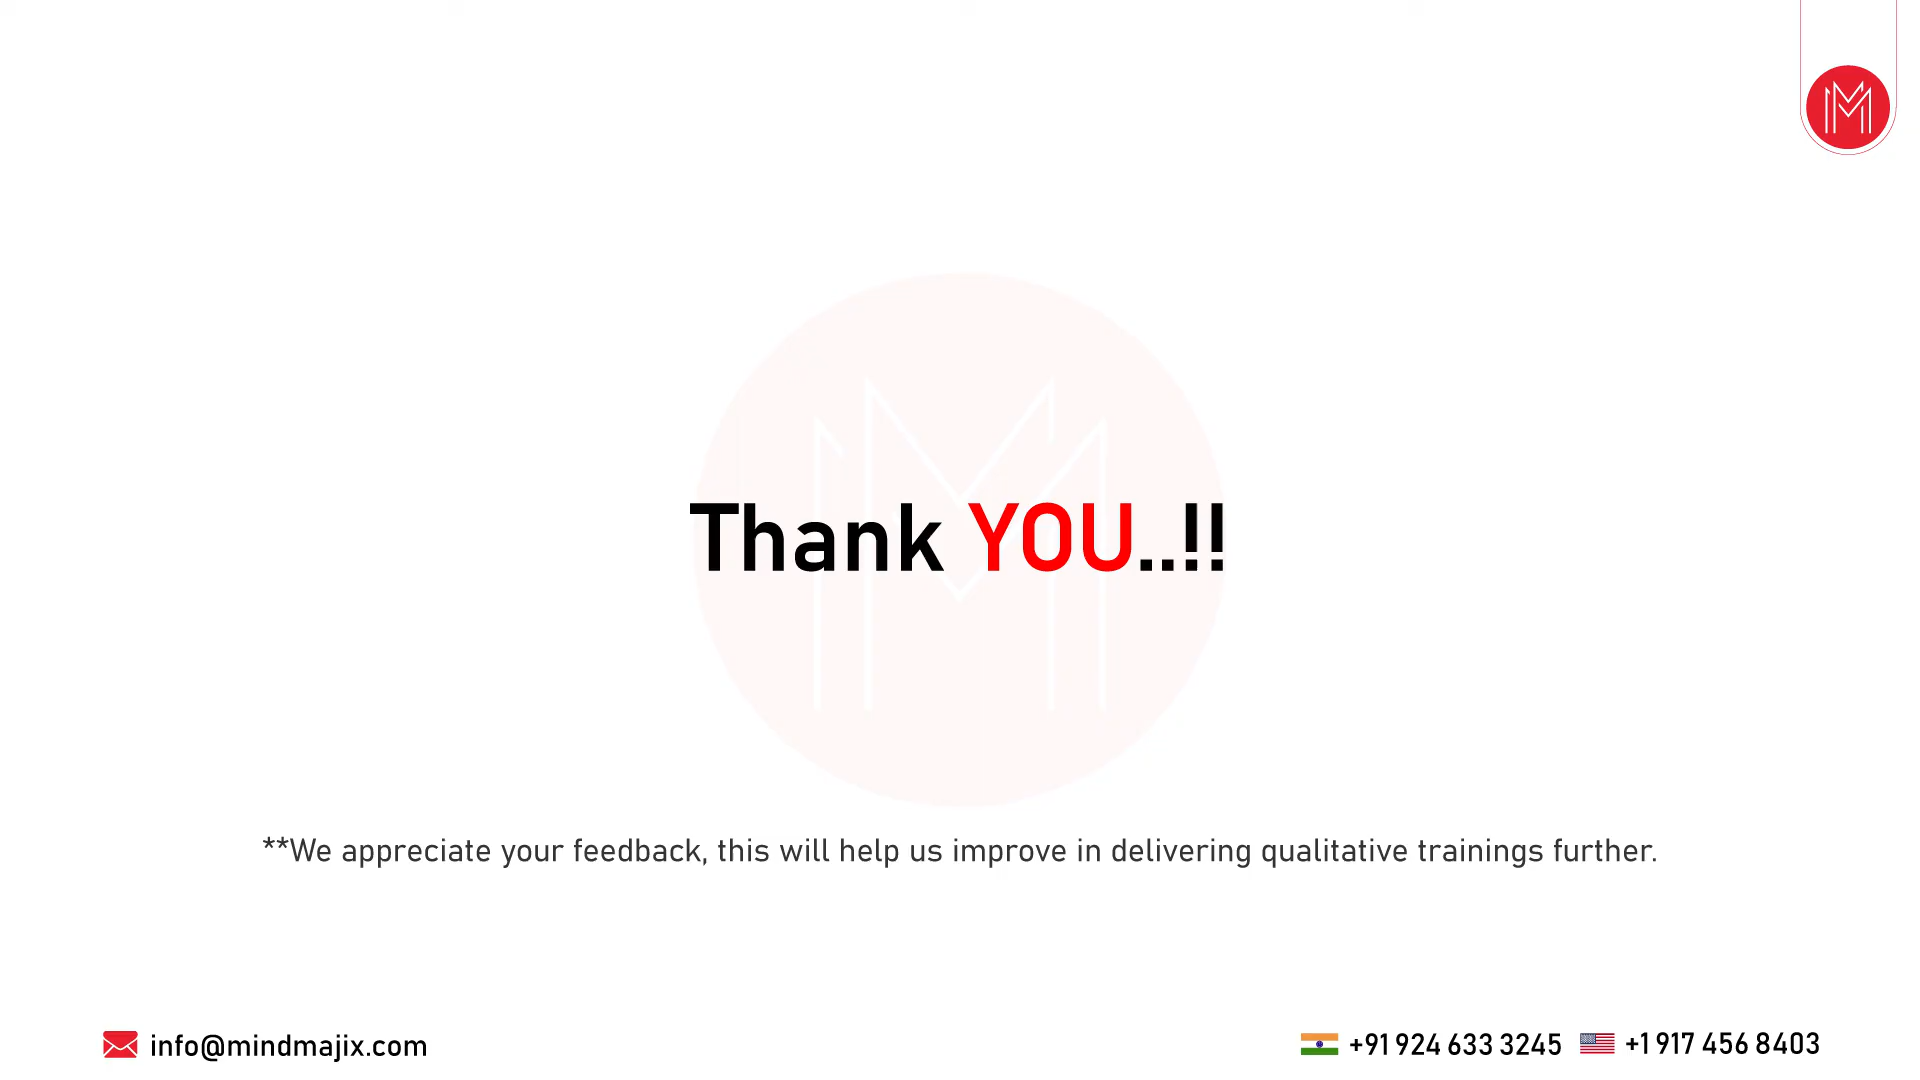 Thank YOU..!!
**We appreciate your feedback, this will help us improve in delivering qualitative trainings further.
info@mindmajix.com
+91 924 633 3245
+1 917 456 8403